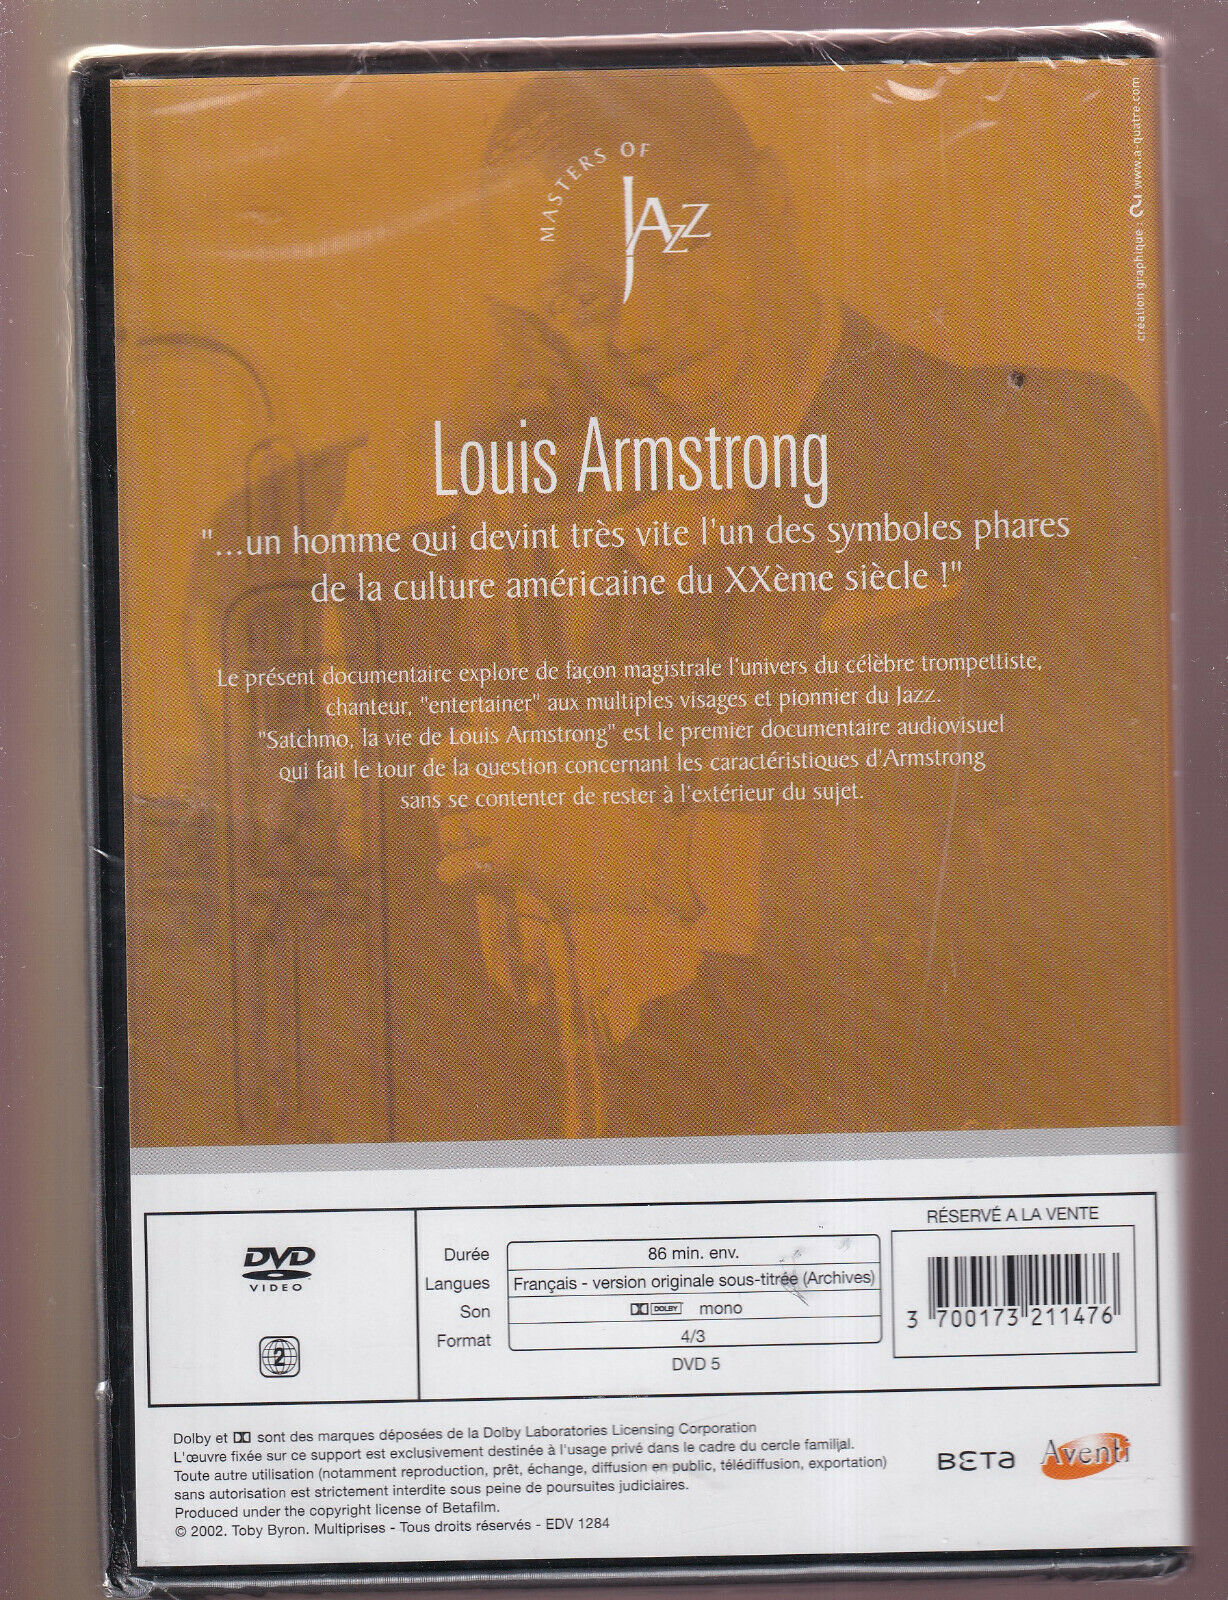 MASTERS OF
JAZZ
création graphique : www.a-quatre.com
Louis Armstrong
"...un homme qui devint très vite l'un des symboles phares
de la culture américaine du XXème siècle !"
Le présent documentaire explore de façon magistrale l'univers du célèbre trompettiste,
chanteur, "entertainer" aux multiples visages et pionnier du Jazz.
"Satchmo, la vie de Louis Armstrong" est le premier documentaire audiovisuel
qui fait le tour de la question concernant les caractéristiques d'Armstrong
sans se contenter de rester à l'extérieur du sujet.
DVD
VIDEO
2
Durée 86 min. env.
Langues Français - version originale sous-titrée (Archives)
Son DOLBY mono
Format 4/3
DVD 5
RÉSERVÉ A LA VENTE
3 700173 211476
Dolby et sont des marques déposées de la Dolby Laboratories Licensing Corporation
L'œuvre fixée sur ce support est exclusivement destinée à l'usage privé dans le cadre du cercle familial.
Toute autre utilisation (notamment reproduction, prêt, échange, diffusion en public, télédiffusion, exportation)
sans autorisation est strictement interdite sous peine de poursuites judiciaires.
Produced under the copyright license of Betafilm.
© 2002. Toby Byron. Multiprises - Tous droits réservés - EDV 1284
BETA
Aventi